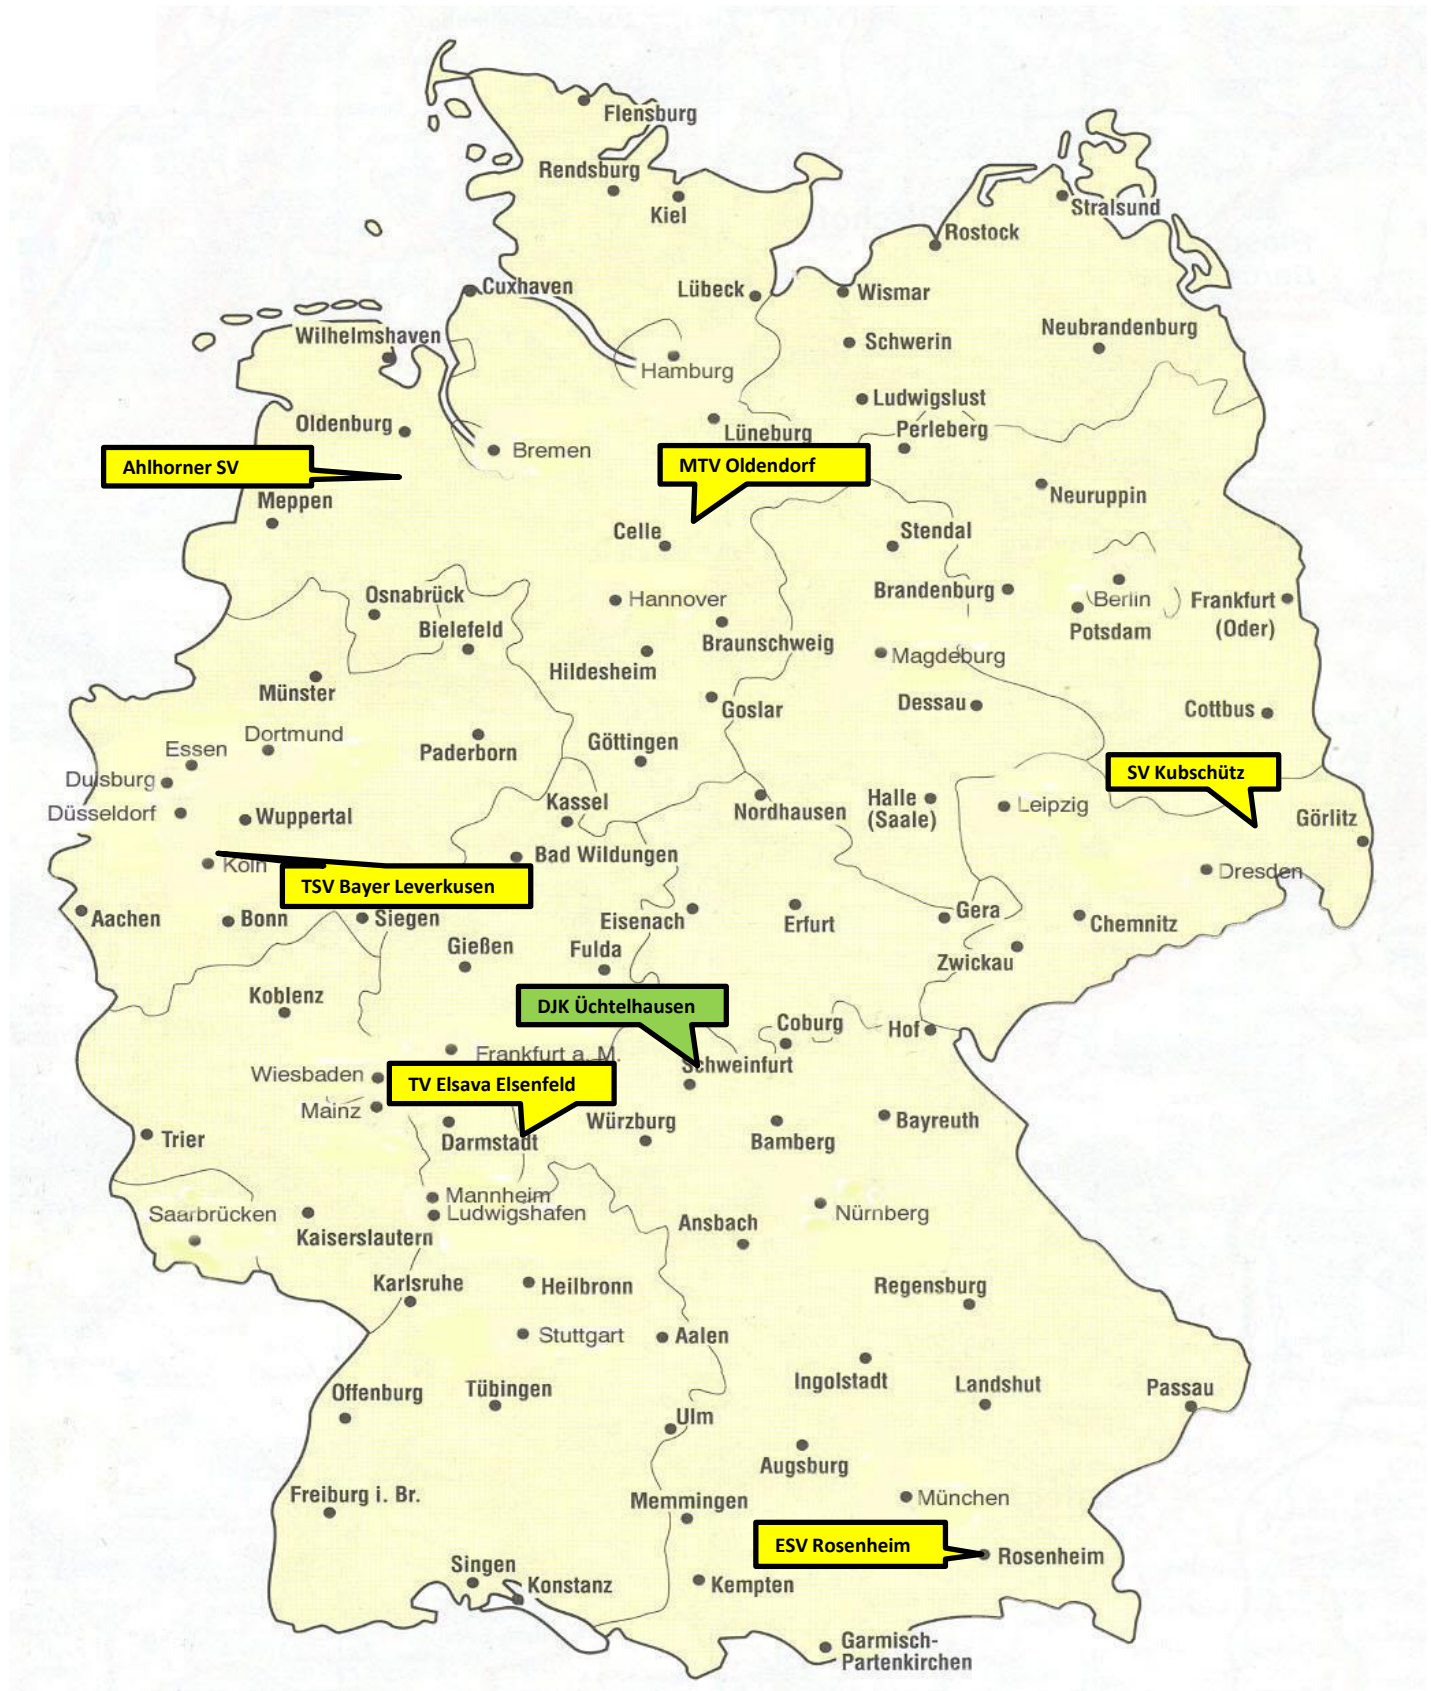 Flensburg
Rendsburg
Kiel
Stralsund
Rostock
Cuxhaven
Lübeck
Wismar
Wilhelmshaven
Neubrandenburg
Schwerin
Hamburg
Ludwigslust
Oldenburg
Lüneburg
Perleberg
Bremen
Ahlhorner SV
MTV Oldendorf
Meppen
Neuruppin
Celle
Stendal
Osnabrück
Hannover
Brandenburg
Berlin
Frankfurt
(Oder)
Bielefeld
Braunschweig
Potsdam
Hildesheim
Magdeburg
Münster
Goslar
Dessau
Cottbus
Dortmund
Essen
Paderborn
Göttingen
Duisburg
SV Kubschütz
Düsseldorf
Wuppertal
Kassel
Nordhausen
Halle
(Saale)
Leipzig
Görlitz
Köln
Bad Wildungen
Dresden
TSV Bayer Leverkusen
Aachen
Bonn
Siegen
Eisenach
Erfurt
Gera
Chemnitz
Gießen
Fulda
Zwickau
Koblenz
DJK Üchtelhausen
Coburg
Hof
Frankfurt a. M.
Schweinfurt
Wiesbaden
TV Elsava Elsenfeld
Mainz
Trier
Darmstadt
Würzburg
Bamberg
Bayreuth
Mannheim
Ludwigshafen
Saarbrücken
Kaiserslautern
Ansbach
Nürnberg
Karlsruhe
Heilbronn
Regensburg
Stuttgart
Aalen
Offenburg
Tübingen
Ingolstadt
Landshut
Passau
Ulm
Augsburg
Freiburg i. Br.
Memmingen
München
ESV Rosenheim
Rosenheim
Singen
Konstanz
Kempten
Garmisch-
Partenkirchen